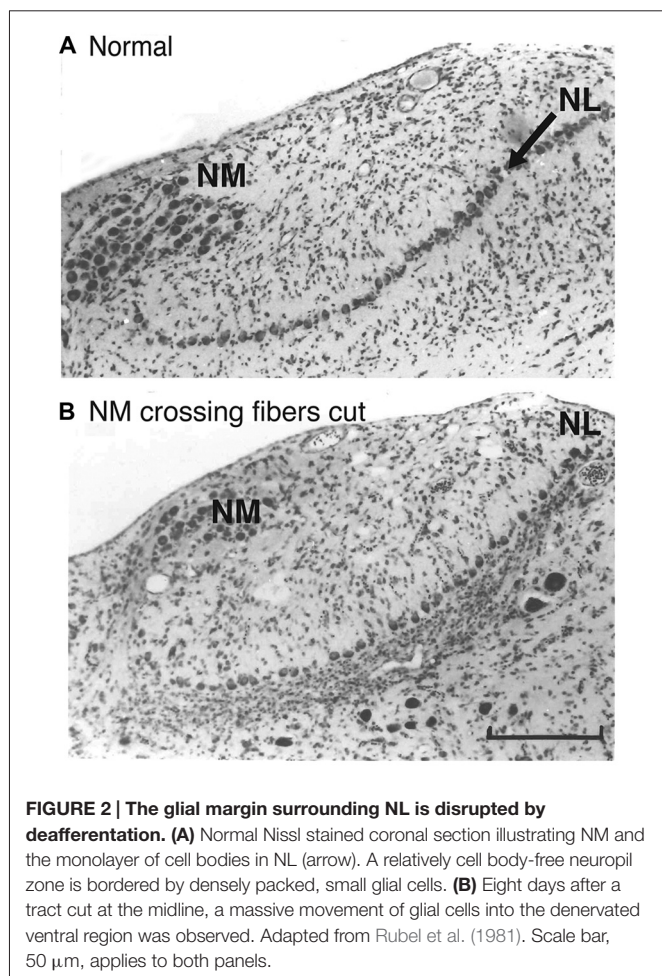 A Normal
NL
NM
B NM crossing fibers cut
NL
NM
FIGURE 2 | The glial margin surrounding NL is disrupted by
deafferentation. (A) Normal Nissl stained coronal section illustrating NM and
the monolayer of cell bodies in NL (arrow). A relatively cell body-free neuropil
zone is bordered by densely packed, small glial cells. (B) Eight days after a
tract cut at the midline, a massive movement of glial cells into the denervated
ventral region was observed. Adapted from Rubel et al. (1981). Scale bar,
50 μm, applies to both panels.